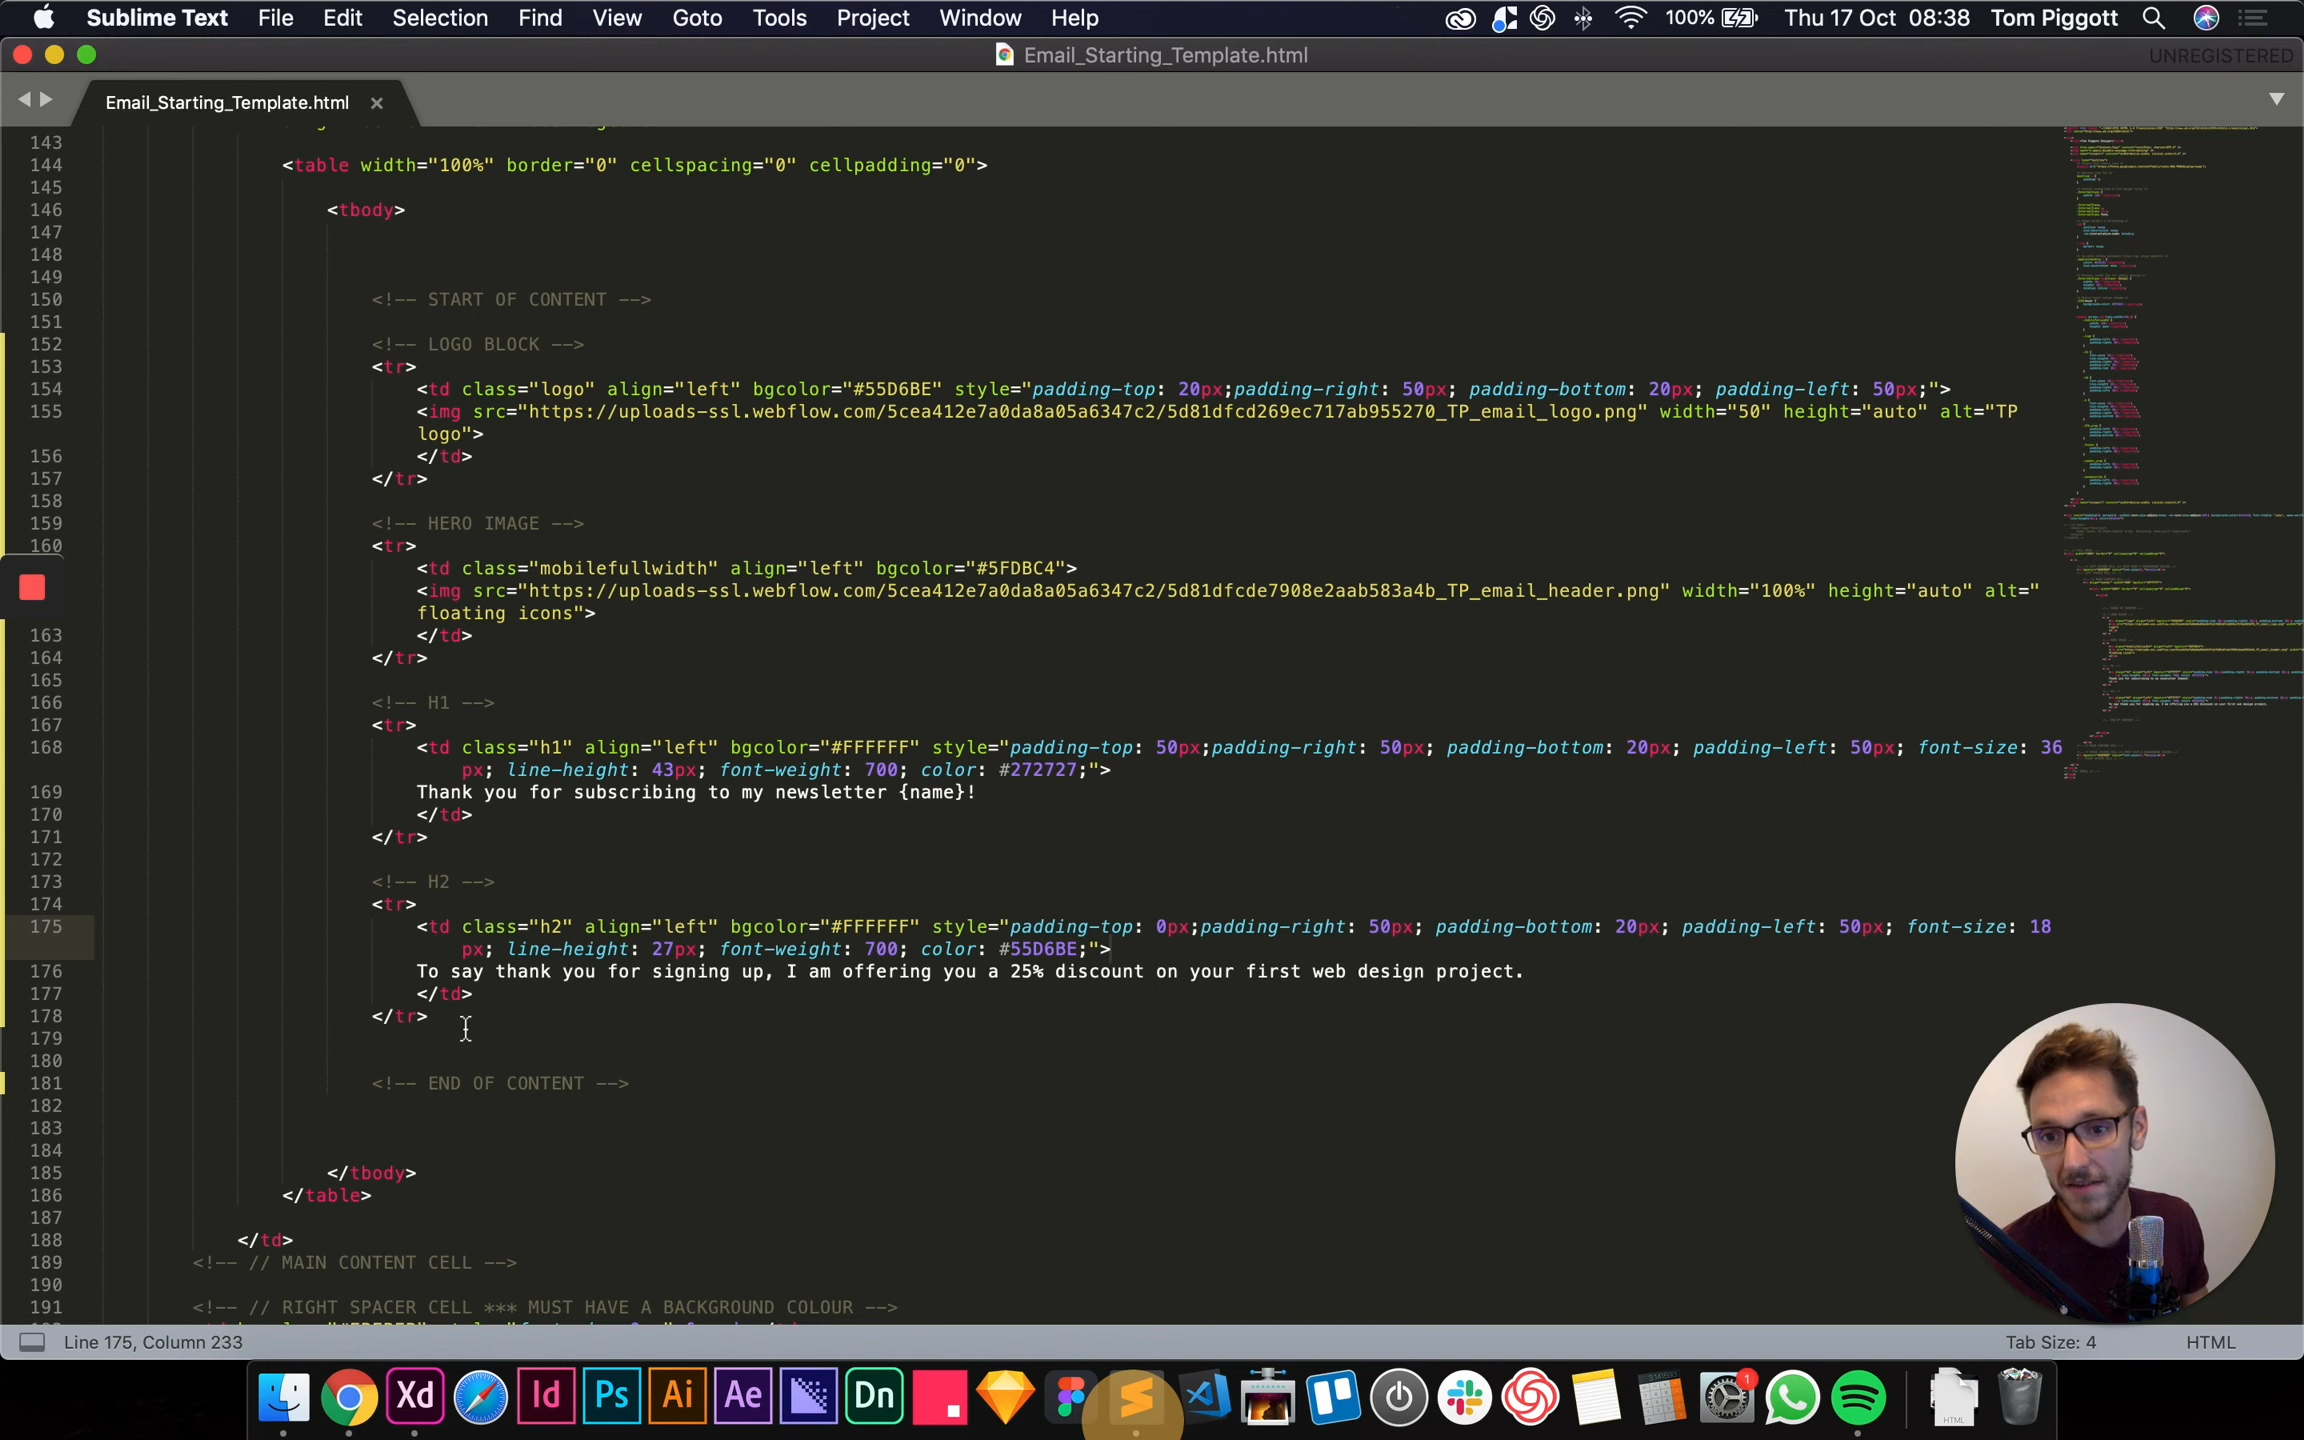 Sublime Text File Edit Selection Find View Goto Tools Project Window Help 100% Thu 17 Oct 08:38 Tom Piggott
Email_Starting_Template.html UNREGISTERED
Email_Starting_Template.html ×
143
144 <table width="100%" border="0" cellspacing="0" cellpadding="0">
145
146 <tbody>
147
148
149
150 <!-- START OF CONTENT -->
151
152 <!-- LOGO BLOCK -->
153 <tr>
154 <td class="logo" align="left" bgcolor="#55D6BE" style="padding-top: 20px;padding-right: 50px; padding-bottom: 20px; padding-left: 50px;">
155 <img src="https://uploads-ssl.webflow.com/5cea412e7a0da8a05a6347c2/5d81dfcd269ec717ab955270_TP_email_logo.png" width="50" height="auto" alt="TP
logo">
156 </td>
157 </tr>
158
159 <!-- HERO IMAGE -->
160 <tr>
<td class="mobilefullwidth" align="left" bgcolor="#5FDBC4">
<img src="https://uploads-ssl.webflow.com/5cea412e7a0da8a05a6347c2/5d81dfcde7908e2aab583a4b_TP_email_header.png" width="100%" height="auto" alt="
floating icons">
163 </td>
164 </tr>
165
166 <!-- H1 -->
167 <tr>
168 <td class="h1" align="left" bgcolor="#FFFFFF" style="padding-top: 50px;padding-right: 50px; padding-bottom: 20px; padding-left: 50px; font-size: 36
px; line-height: 43px; font-weight: 700; color: #272727;">
169 Thank you for subscribing to my newsletter {name}!
170 </td>
171 </tr>
172
173 <!-- H2 -->
174 <tr>
175 <td class="h2" align="left" bgcolor="#FFFFFF" style="padding-top: 0px;padding-right: 50px; padding-bottom: 20px; padding-left: 50px; font-size: 18
px; line-height: 27px; font-weight: 700; color: #55D6BE;">
176 To say thank you for signing up, I am offering you a 25% discount on your first web design project.
177 </td>
178 </tr>
179
180
181 <!-- END OF CONTENT -->
182
183
184
185 </tbody>
186 </table>
187
188 </td>
189 <!-- // MAIN CONTENT CELL -->
190
191 <!-- // RIGHT SPACER CELL *** MUST HAVE A BACKGROUND COLOUR -->
Line 175, Column 233 Tab Size: 4 HTML
Xd Id Ps Ai Ae Dn 1 HTML